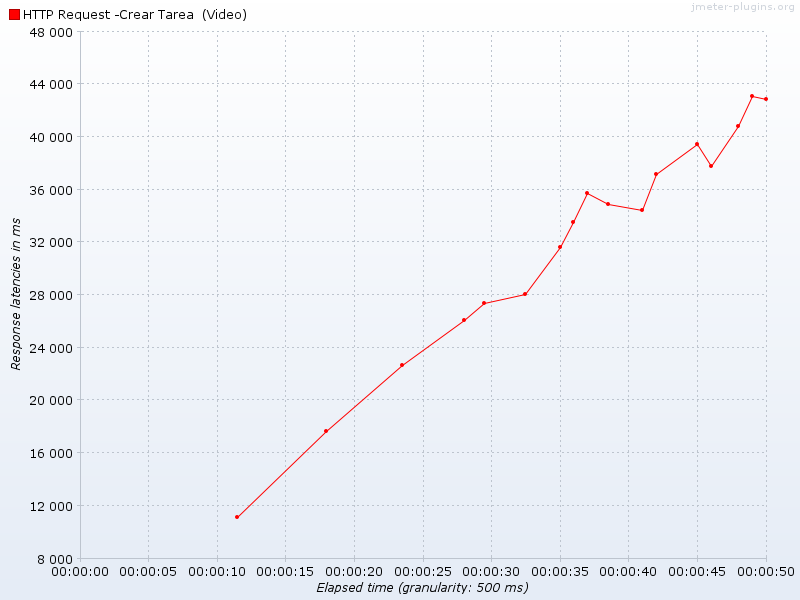 HTTP Request -Crear Tarea  (Video)
jmeter-plugins.org
48 000
44 000
40 000
36 000
32 000
28 000
24 000
20 000
16 000
12 000
8 000
Response latencies in ms
00:00:00 00:00:05 00:00:10 00:00:15 00:00:20 00:00:25 00:00:30 00:00:35 00:00:40 00:00:45 00:00:50
Elapsed time (granularity: 500 ms)